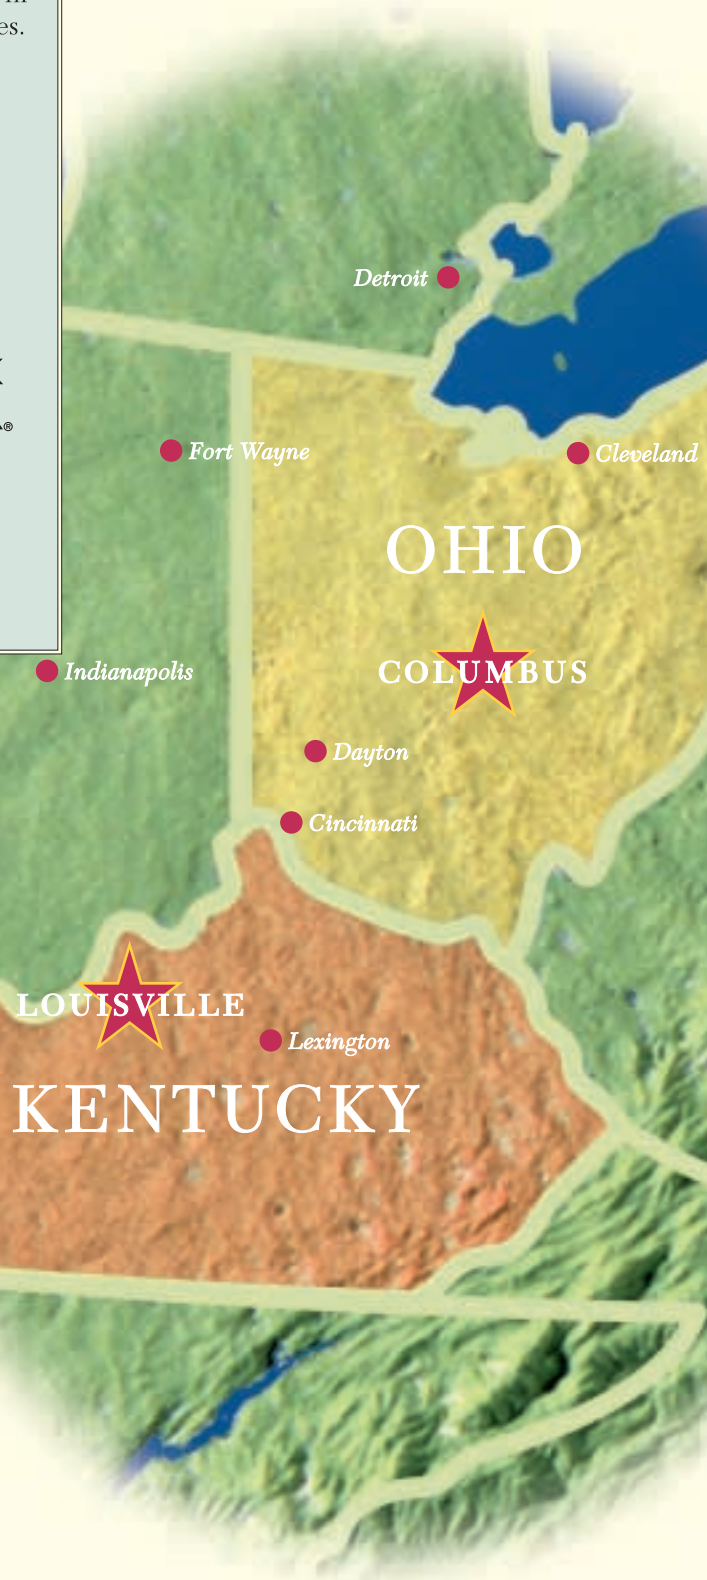 es.
®
Detroit
Fort Wayne
Cleveland
OHIO
COLUMBUS
Indianapolis
Dayton
Cincinnati
LOUISVILLE
Lexington
KENTUCKY